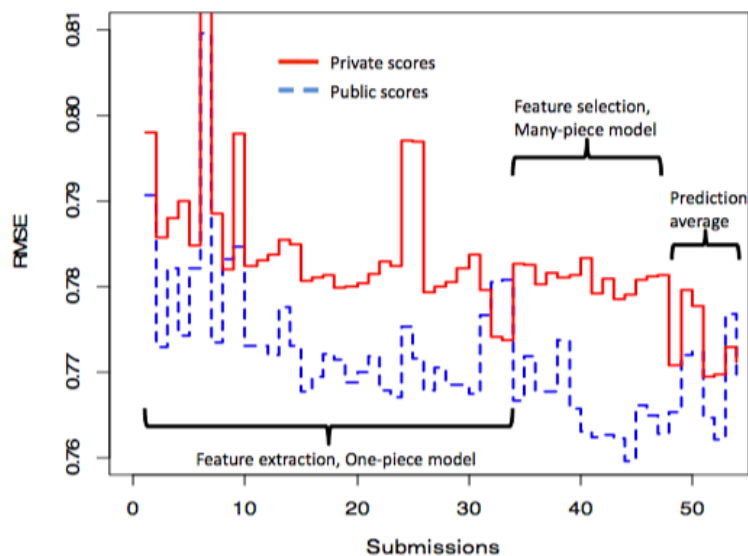 0.81
0.80
0.79
0.78
0.77
0.76
RMSE
Private scores
Public scores
Feature selection,
Many-piece model
Prediction
average
Feature extraction, One-piece model
0 10 20 30 40 50
Submissions